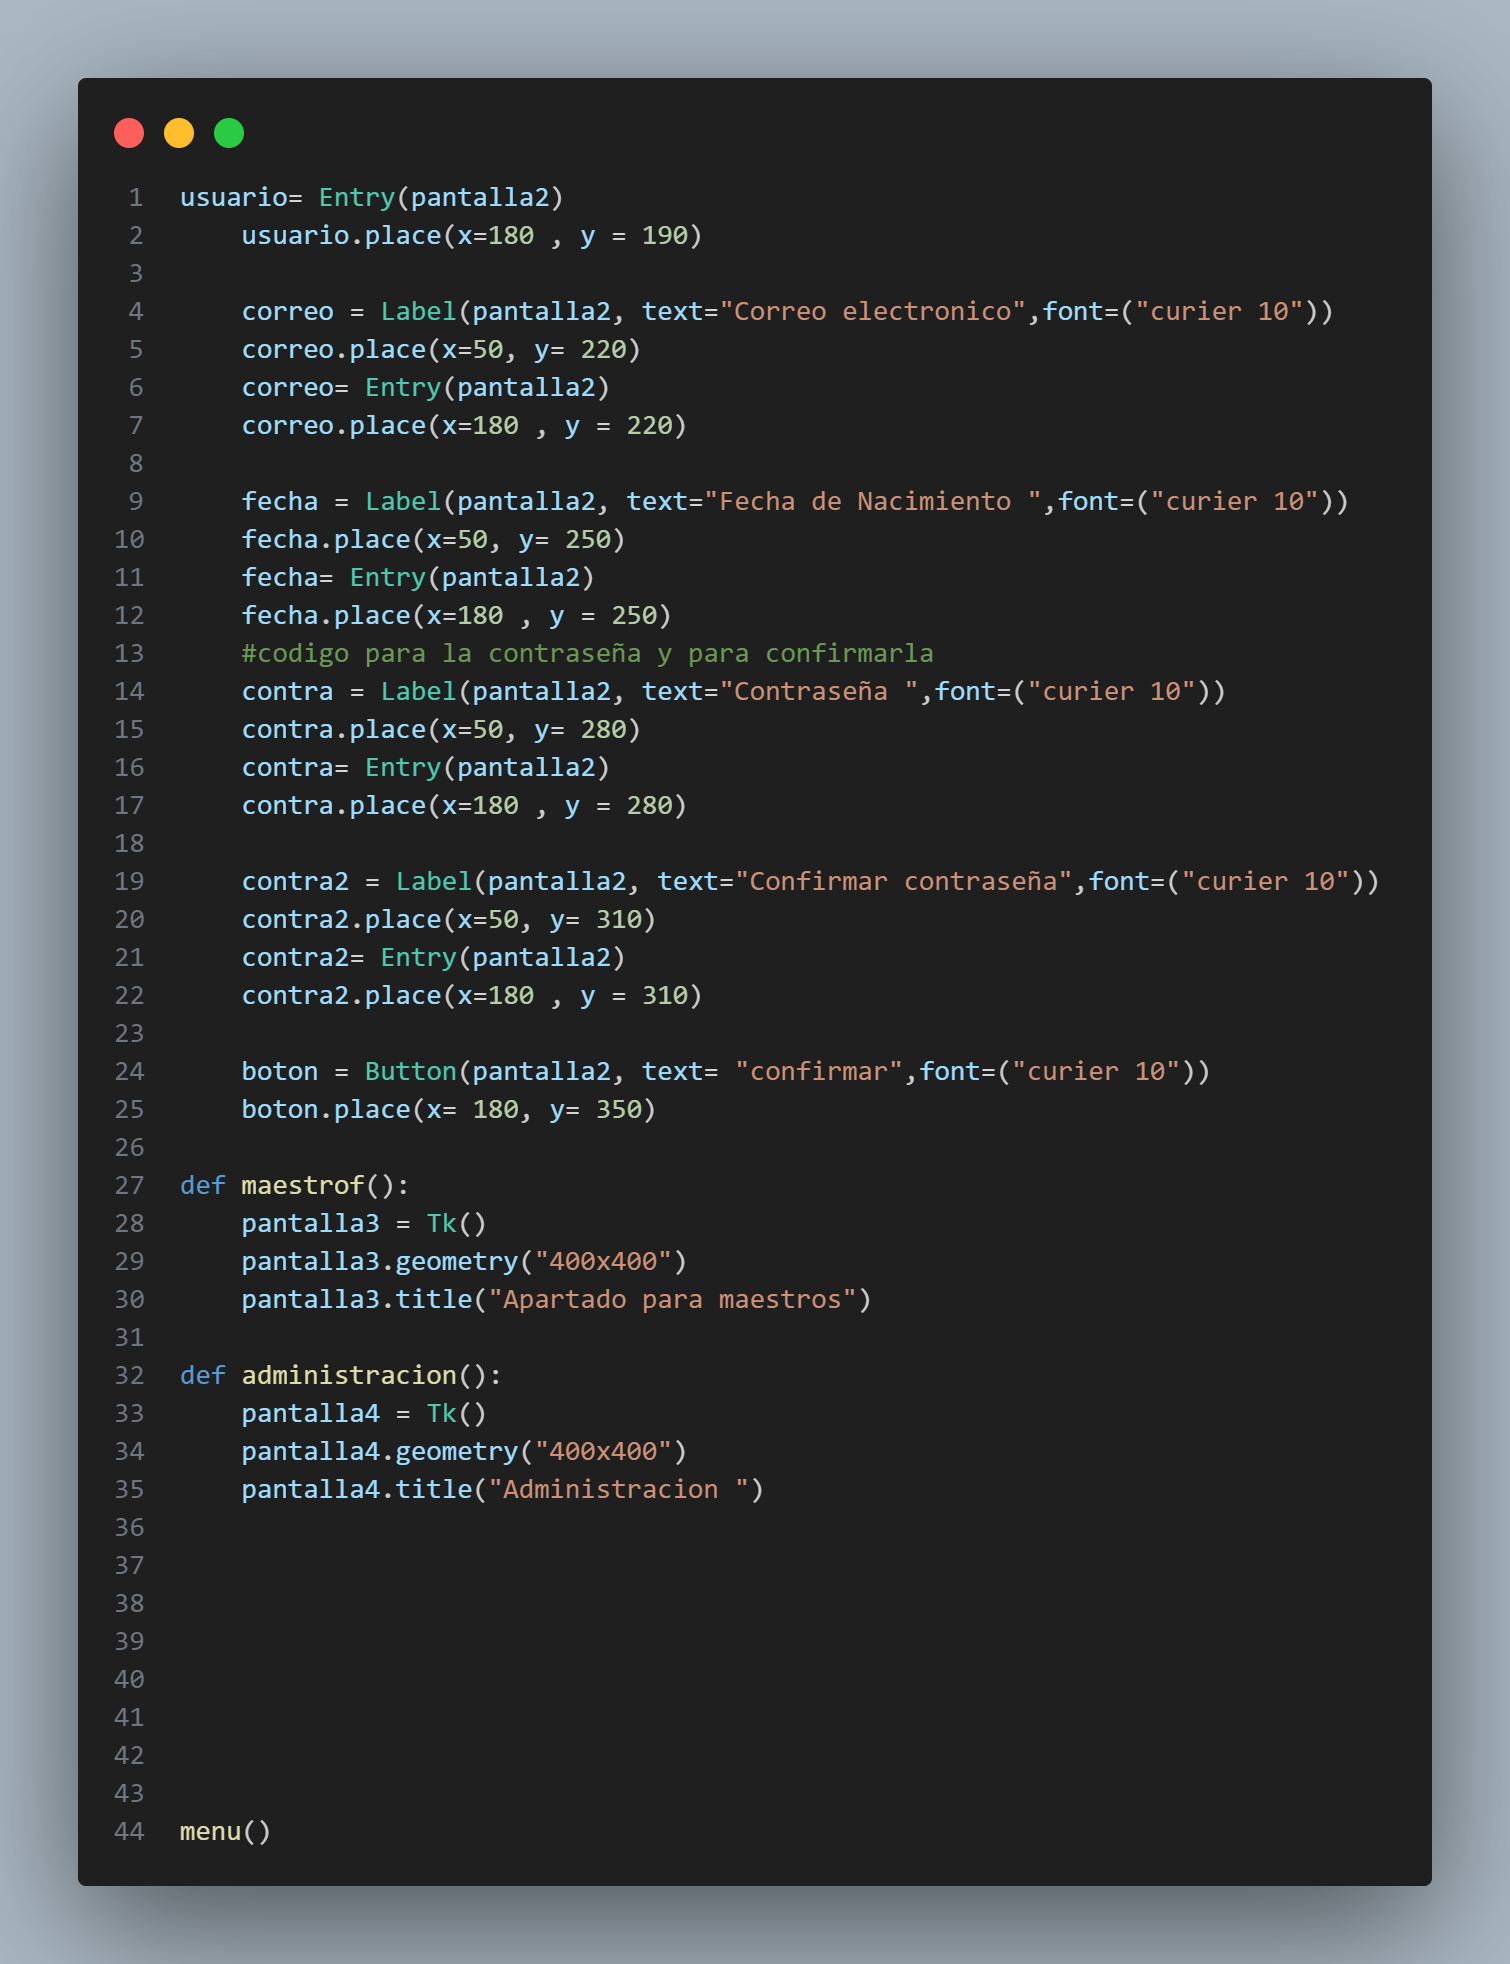 1 usuario= Entry(pantalla2)
2     usuario.place(x=180 , y = 190)
3
4     correo = Label(pantalla2, text="Correo electronico",font=("curier 10"))
5     correo.place(x=50, y= 220)
6     correo= Entry(pantalla2)
7     correo.place(x=180 , y = 220)
8
9     fecha = Label(pantalla2, text="Fecha de Nacimiento ",font=("curier 10"))
10     fecha.place(x=50, y= 250)
11     fecha= Entry(pantalla2)
12     fecha.place(x=180 , y = 250)
13     #codigo para la contraseña y para confirmarla
14     contra = Label(pantalla2, text="Contraseña ",font=("curier 10"))
15     contra.place(x=50, y= 280)
16     contra= Entry(pantalla2)
17     contra.place(x=180 , y = 280)
18
19     contra2 = Label(pantalla2, text="Confirmar contraseña",font=("curier 10"))
20     contra2.place(x=50, y= 310)
21     contra2= Entry(pantalla2)
22     contra2.place(x=180 , y = 310)
23
24     boton = Button(pantalla2, text= "confirmar",font=("curier 10"))
25     boton.place(x= 180, y= 350)
26
27 def maestrof():
28     pantalla3 = Tk()
29     pantalla3.geometry("400x400")
30     pantalla3.title("Apartado para maestros")
31
32 def administracion():
33     pantalla4 = Tk()
34     pantalla4.geometry("400x400")
35     pantalla4.title("Administracion ")
36
37
38
39
40
41
42
43
44 menu()